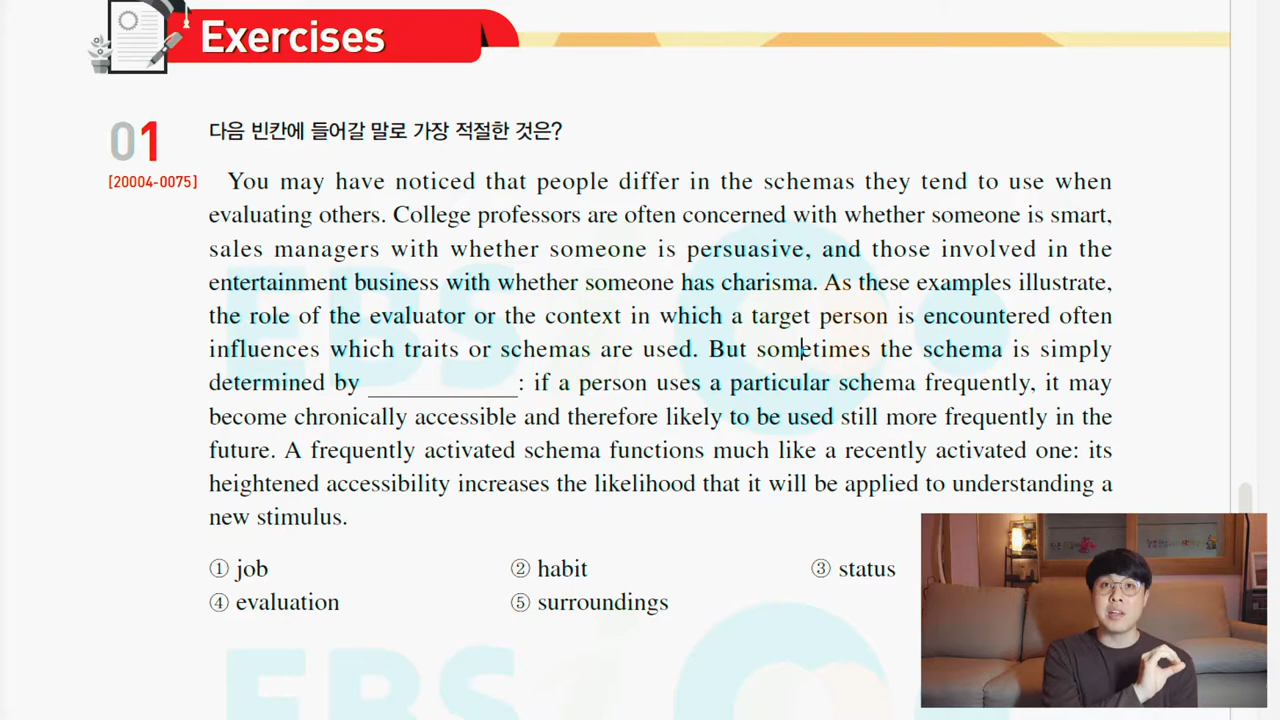 Exercises
01
다음 빈칸에 들어갈 말로 가장 적절한 것은?
[20004-0075]
You may have noticed that people differ in the schemas they tend to use when
evaluating others. College professors are often concerned with whether someone is smart,
sales managers with whether someone is persuasive, and those involved in the
entertainment business with whether someone has charisma. As these examples illustrate,
the role of the evaluator or the context in which a target person is encountered often
influences which traits or schemas are used. But sometimes the schema is simply
determined by ____________ : if a person uses a particular schema frequently, it may
become chronically accessible and therefore likely to be used still more frequently in the
future. A frequently activated schema functions much like a recently activated one: its
heightened accessibility increases the likelihood that it will be applied to understanding a
new stimulus.
① job
② habit
③ status
④ evaluation
⑤ surroundings
EBS
EBS